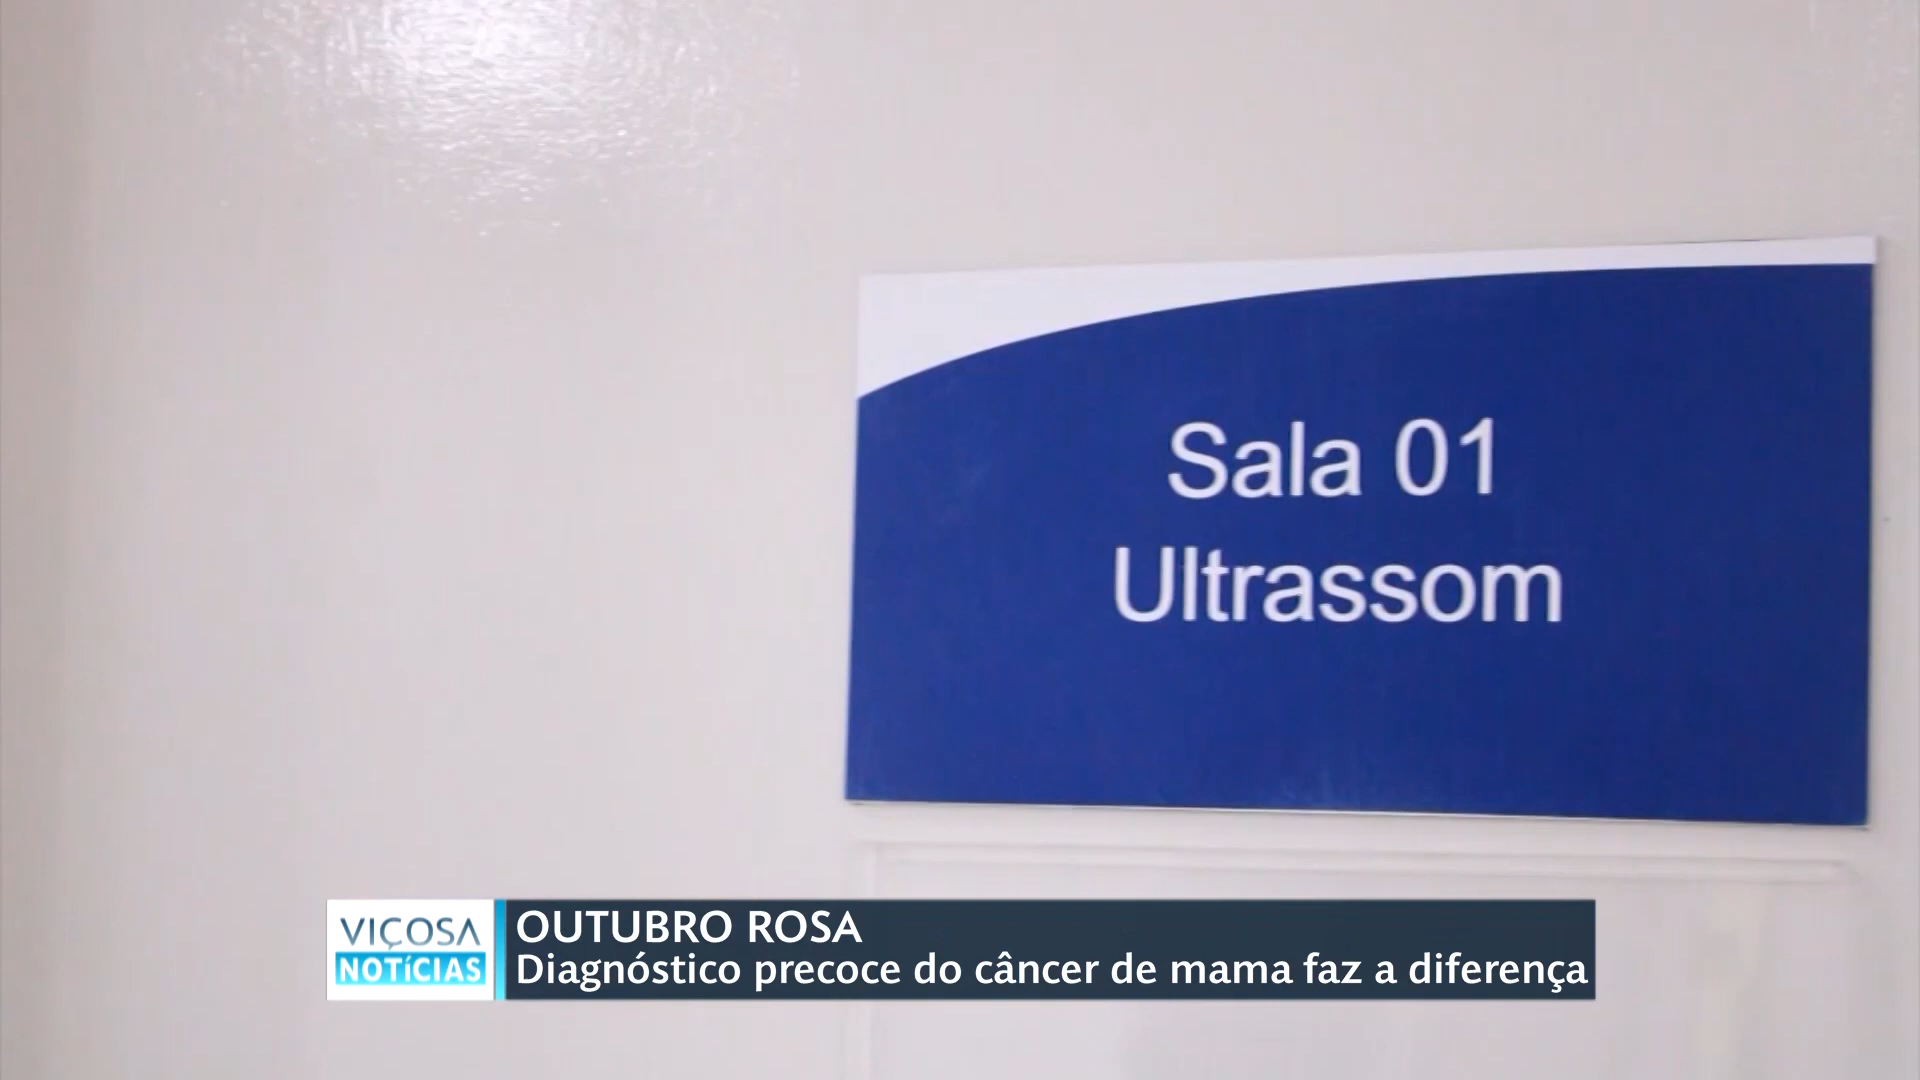 Sala 01
Ultrassom
VIÇOSA
NOTíCIAS
OUTUBRO ROSA
Diagnóstico precoce do câncer de mama faz a diferença